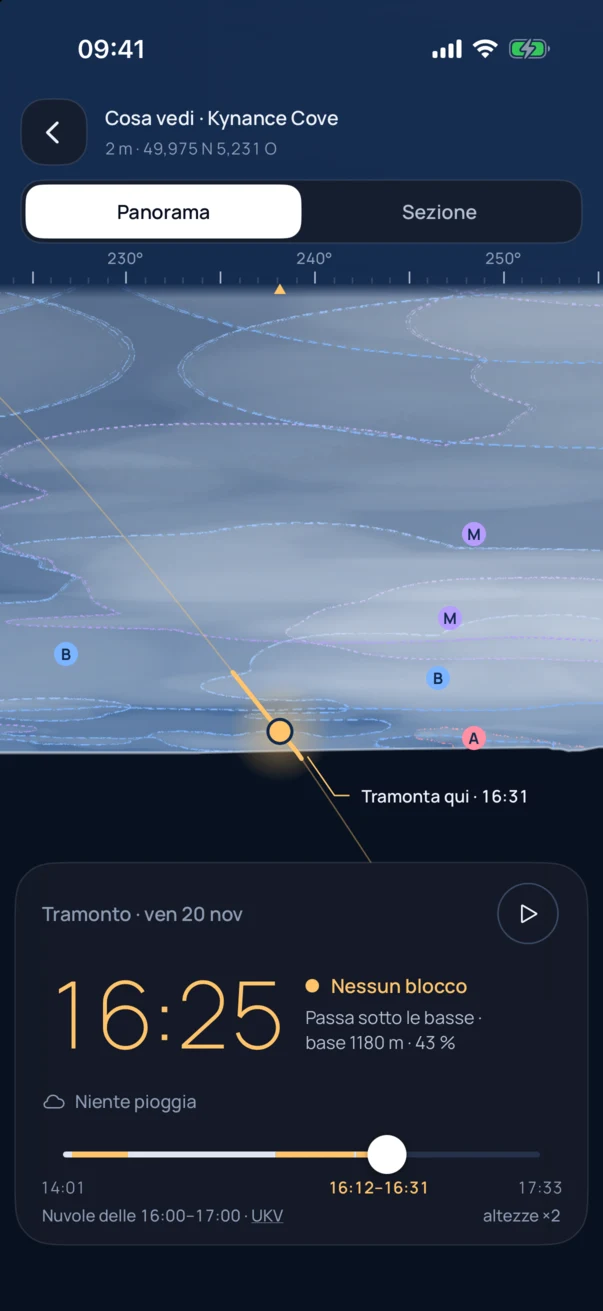 09:41
Cosa vedi · Kynance Cove
2 m · 49,975 N 5,231 O
Panorama
Sezione
230°
240°
250°
M
M
B
B
A
Tramonta qui · 16:31
Tramonto · ven 20 nov
16:25
Nessun blocco
Passa sotto le basse ·
base 1180 m · 43 %
Niente pioggia
14:01
16:12–16:31
17:33
Nuvole delle 16:00–17:00 · UKV
altezze ×2